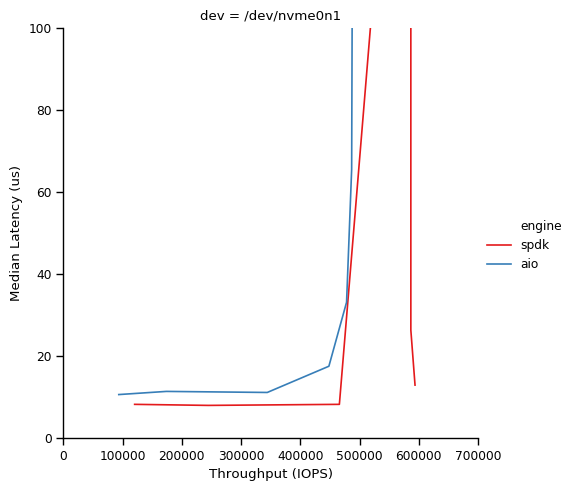 dev = /dev/nvme0n1
100
80
60
40
20
0
Median Latency (us)
engine
spdk
aio
0 100000 200000 300000 400000 500000 600000 700000
Throughput (IOPS)